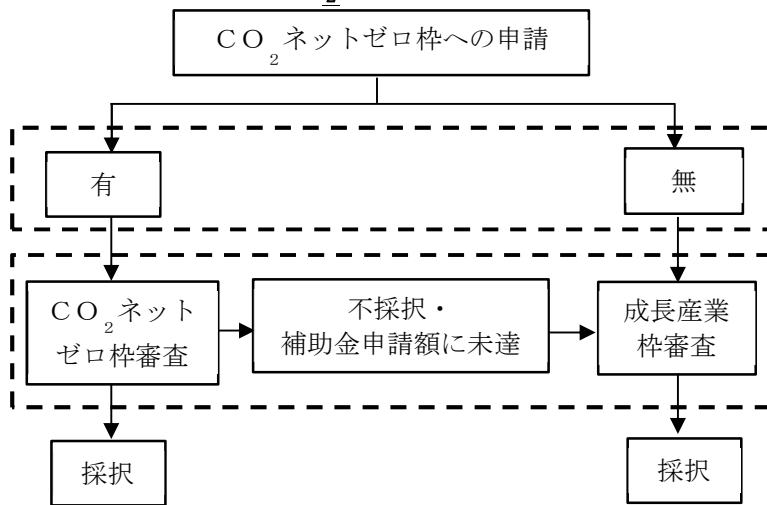 2
CO2ネットゼロ枠への申請
有
無
CO2ネット
ゼロ枠審査
不採択・
補助金申請額に未達
成長産業
枠審査
採択
採択